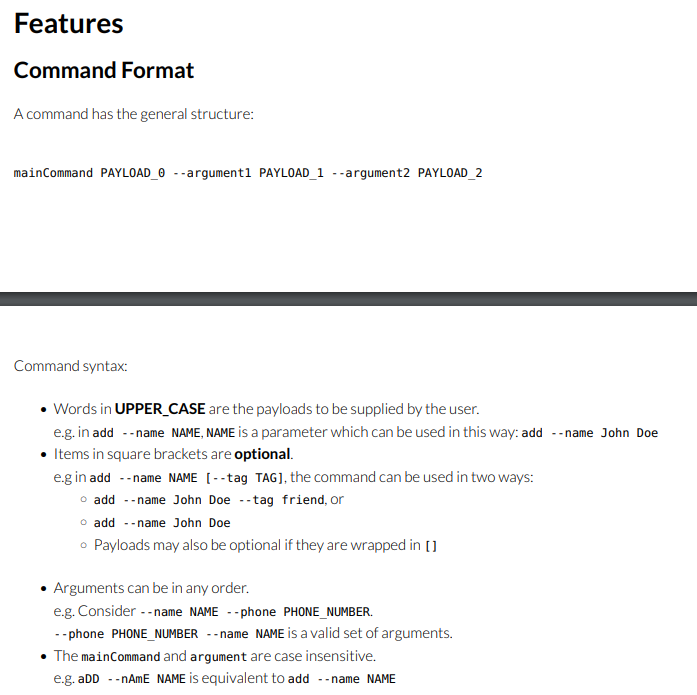 Features
Command Format
A command has the general structure:
mainCommand PAYLOAD_0 --argument1 PAYLOAD_1 --argument2 PAYLOAD_2
Command syntax:
• Words in UPPER_CASE are the payloads to be supplied by the user.
e.g. in add --name NAME, NAME is a parameter which can be used in this way: add --name John Doe
• Items in square brackets are optional.
e.g in add --name NAME [--tag TAG], the command can be used in two ways:
◦ add --name John Doe --tag friend, or
◦ add --name John Doe
◦ Payloads may also be optional if they are wrapped in []
• Arguments can be in any order.
e.g. Consider --name NAME --phone PHONE_NUMBER.
--phone PHONE_NUMBER --name NAME is a valid set of arguments.
• The mainCommand and argument are case insensitive.
e.g. aDD --nAmE NAME is equivalent to add --name NAME